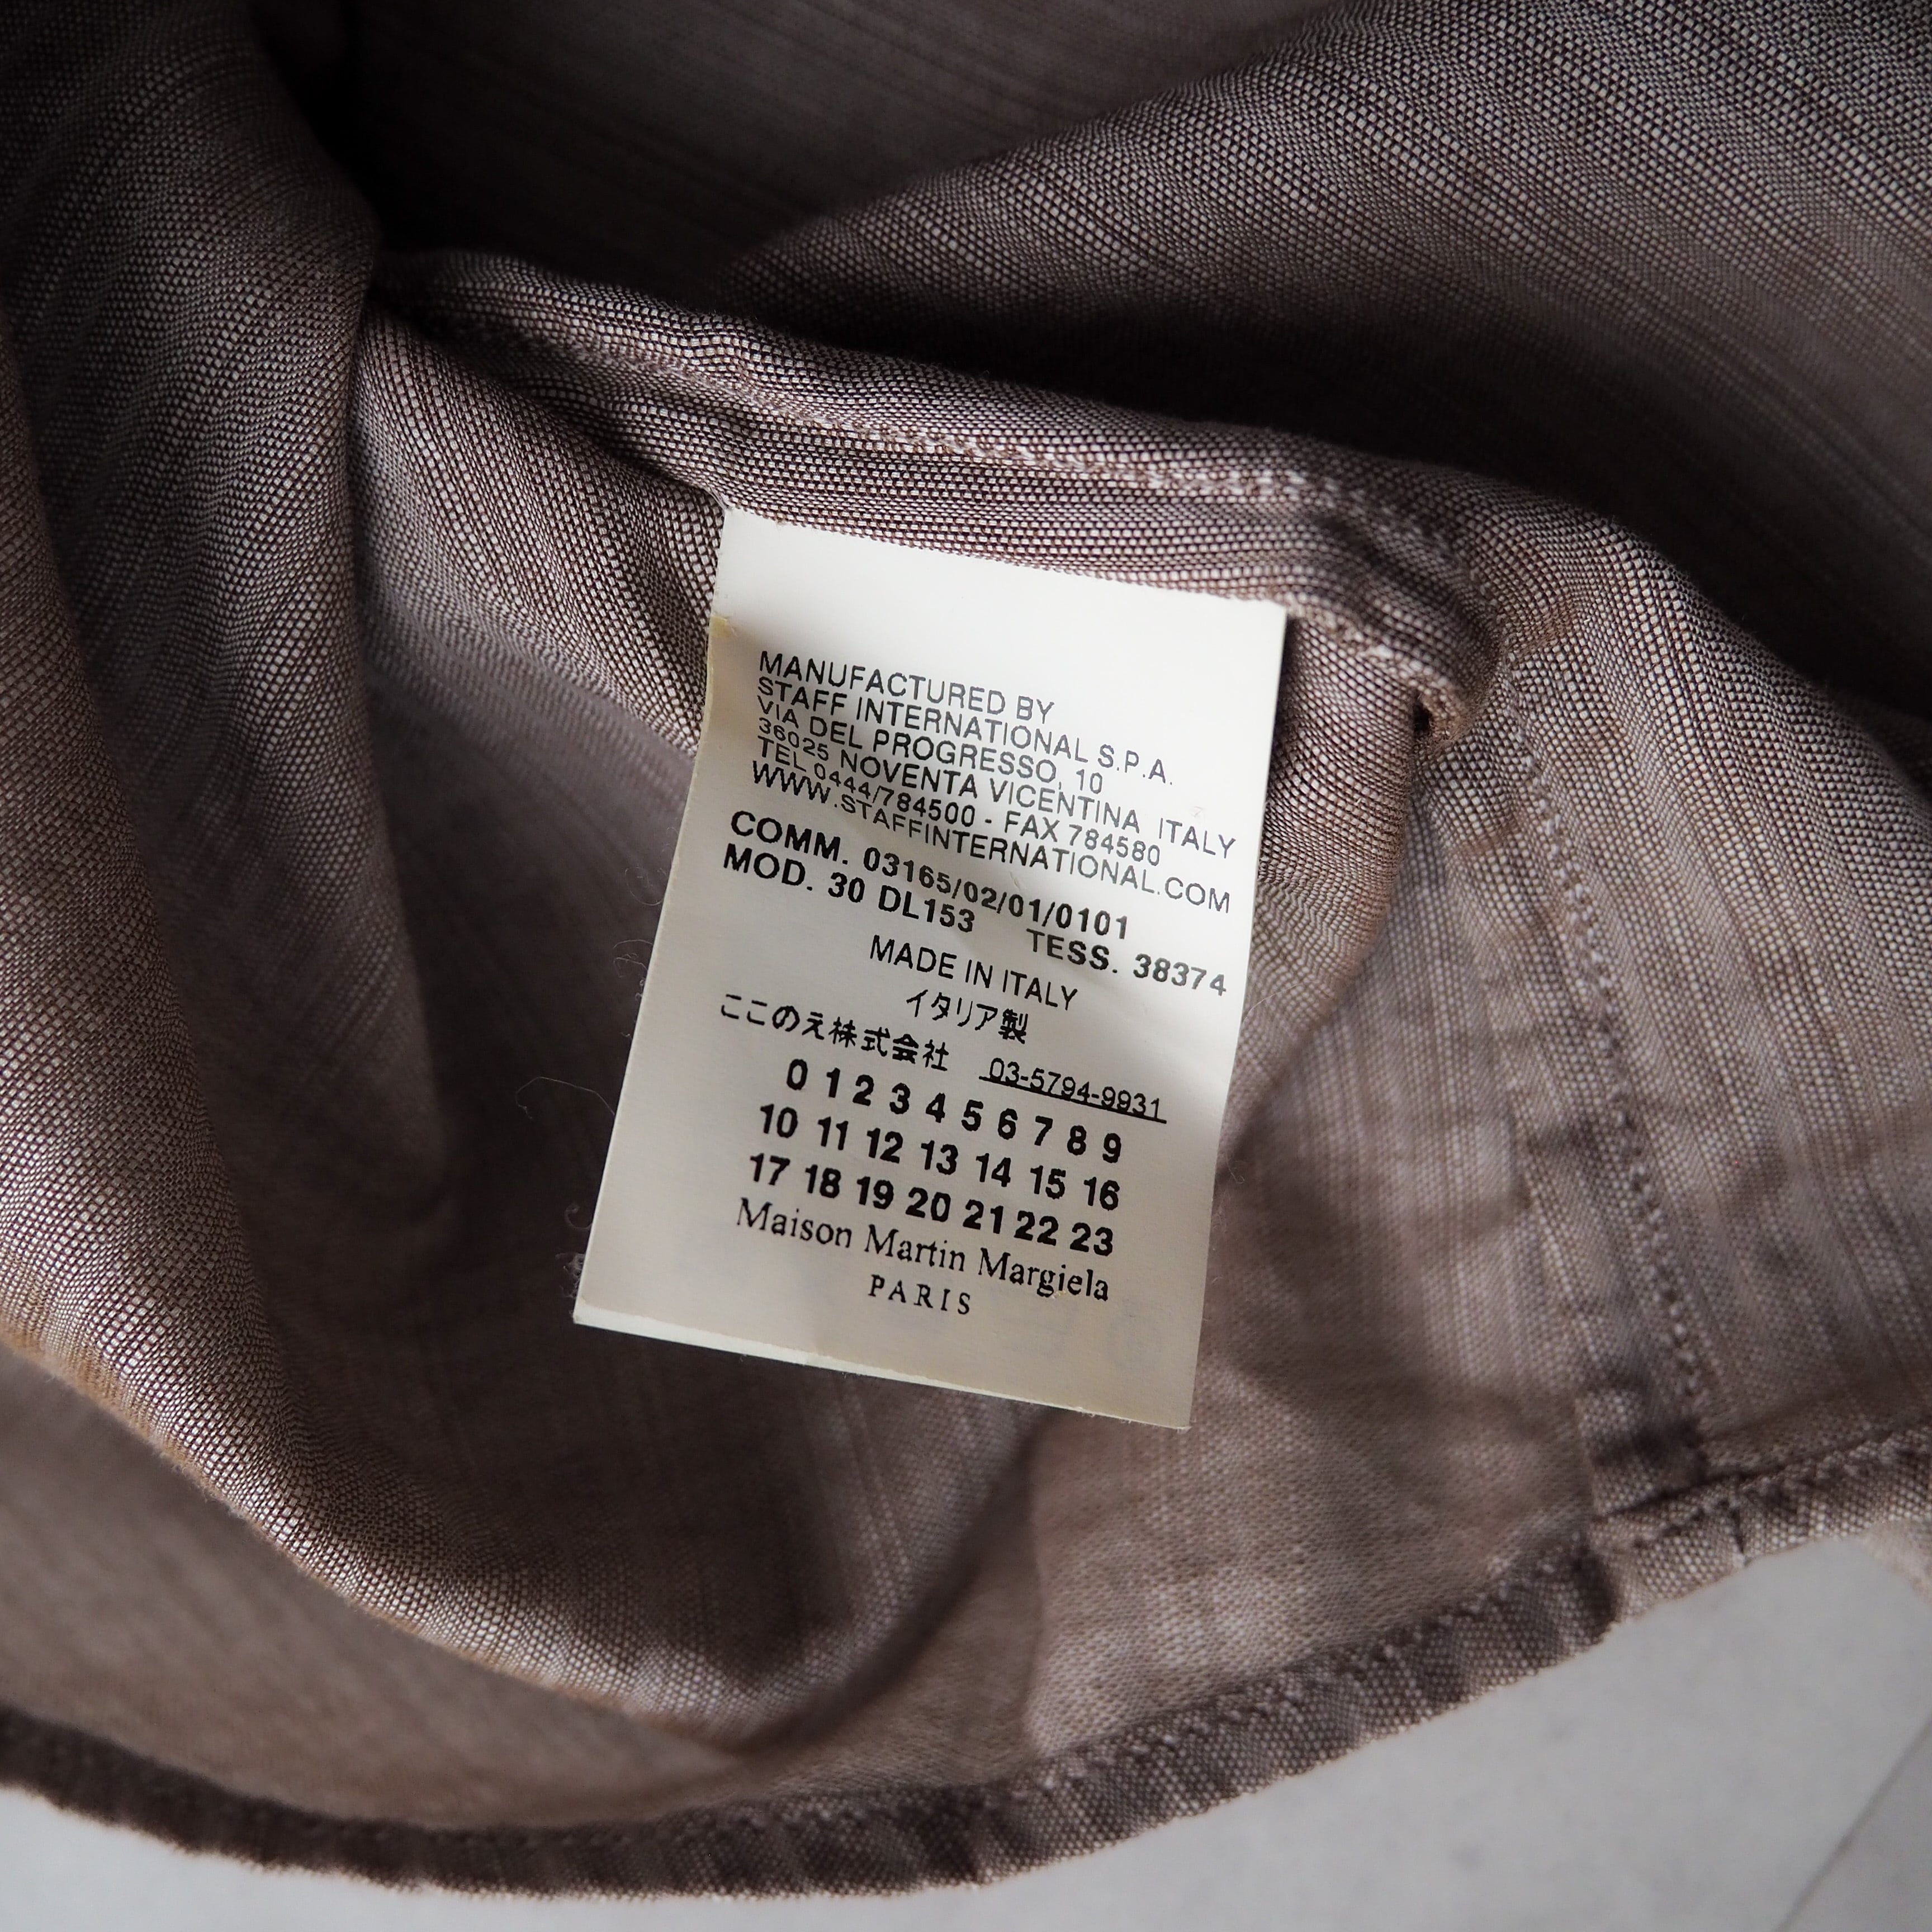 MANUFACTURED BY
STAFF INTERNATIONAL S.P.A.
VIA DEL PROGRESSO, 10
36025 NOVENTA VICENTINA ITALY
TEL 0444/784500 - FAX 784580
WWW.STAFFINTERNATIONAL.COM
COMM. 03165/02/01/0101
MOD. 30 DL153 TESS. 38374
MADE IN ITALY
イタリア製
ここのえ株式会社 03-5794-9931
0 1 2 3 4 5 6 7 8 9
10 11 12 13 14 15 16
17 18 19 20 21 22 23
Maison Martin Margiela
PARIS